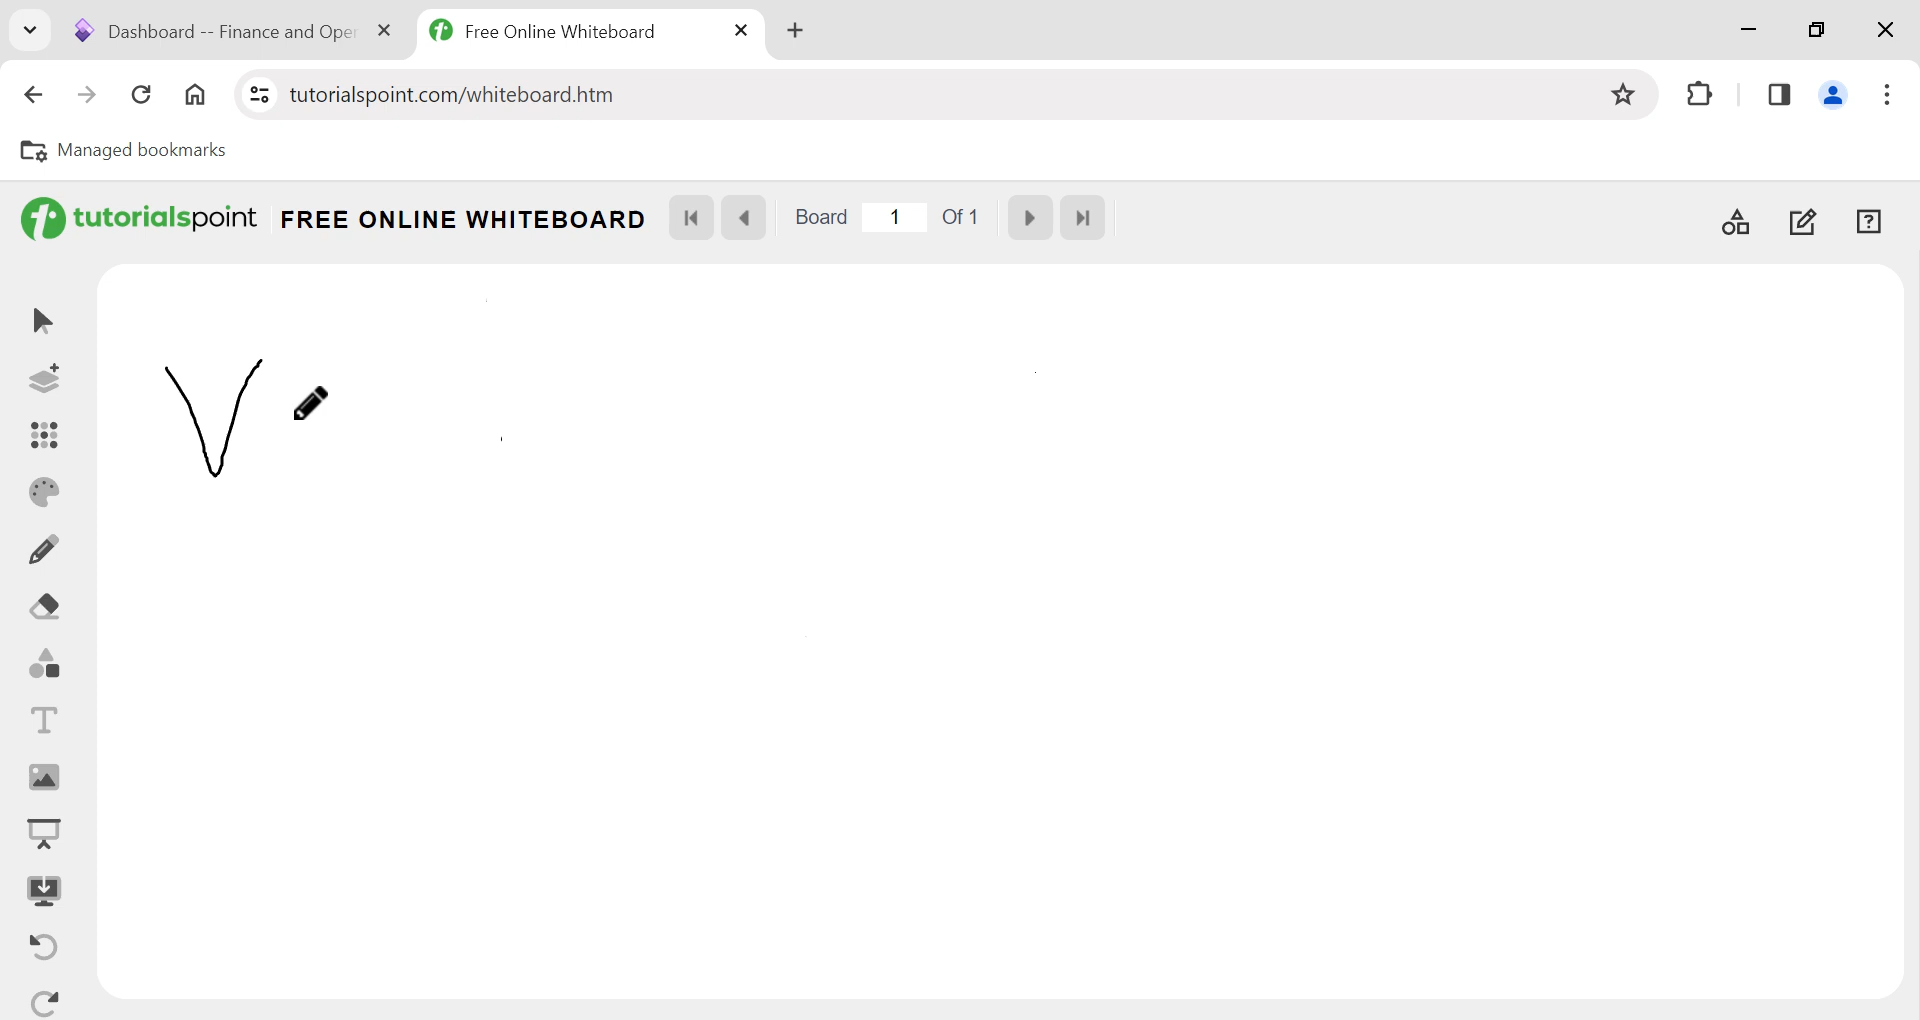 Dashboard -- Finance and Oper
Free Online Whiteboard
tutorialspoint.com/whiteboard.htm
Managed bookmarks
tutorialspoint FREE ONLINE WHITEBOARD Board 1 Of 1
V